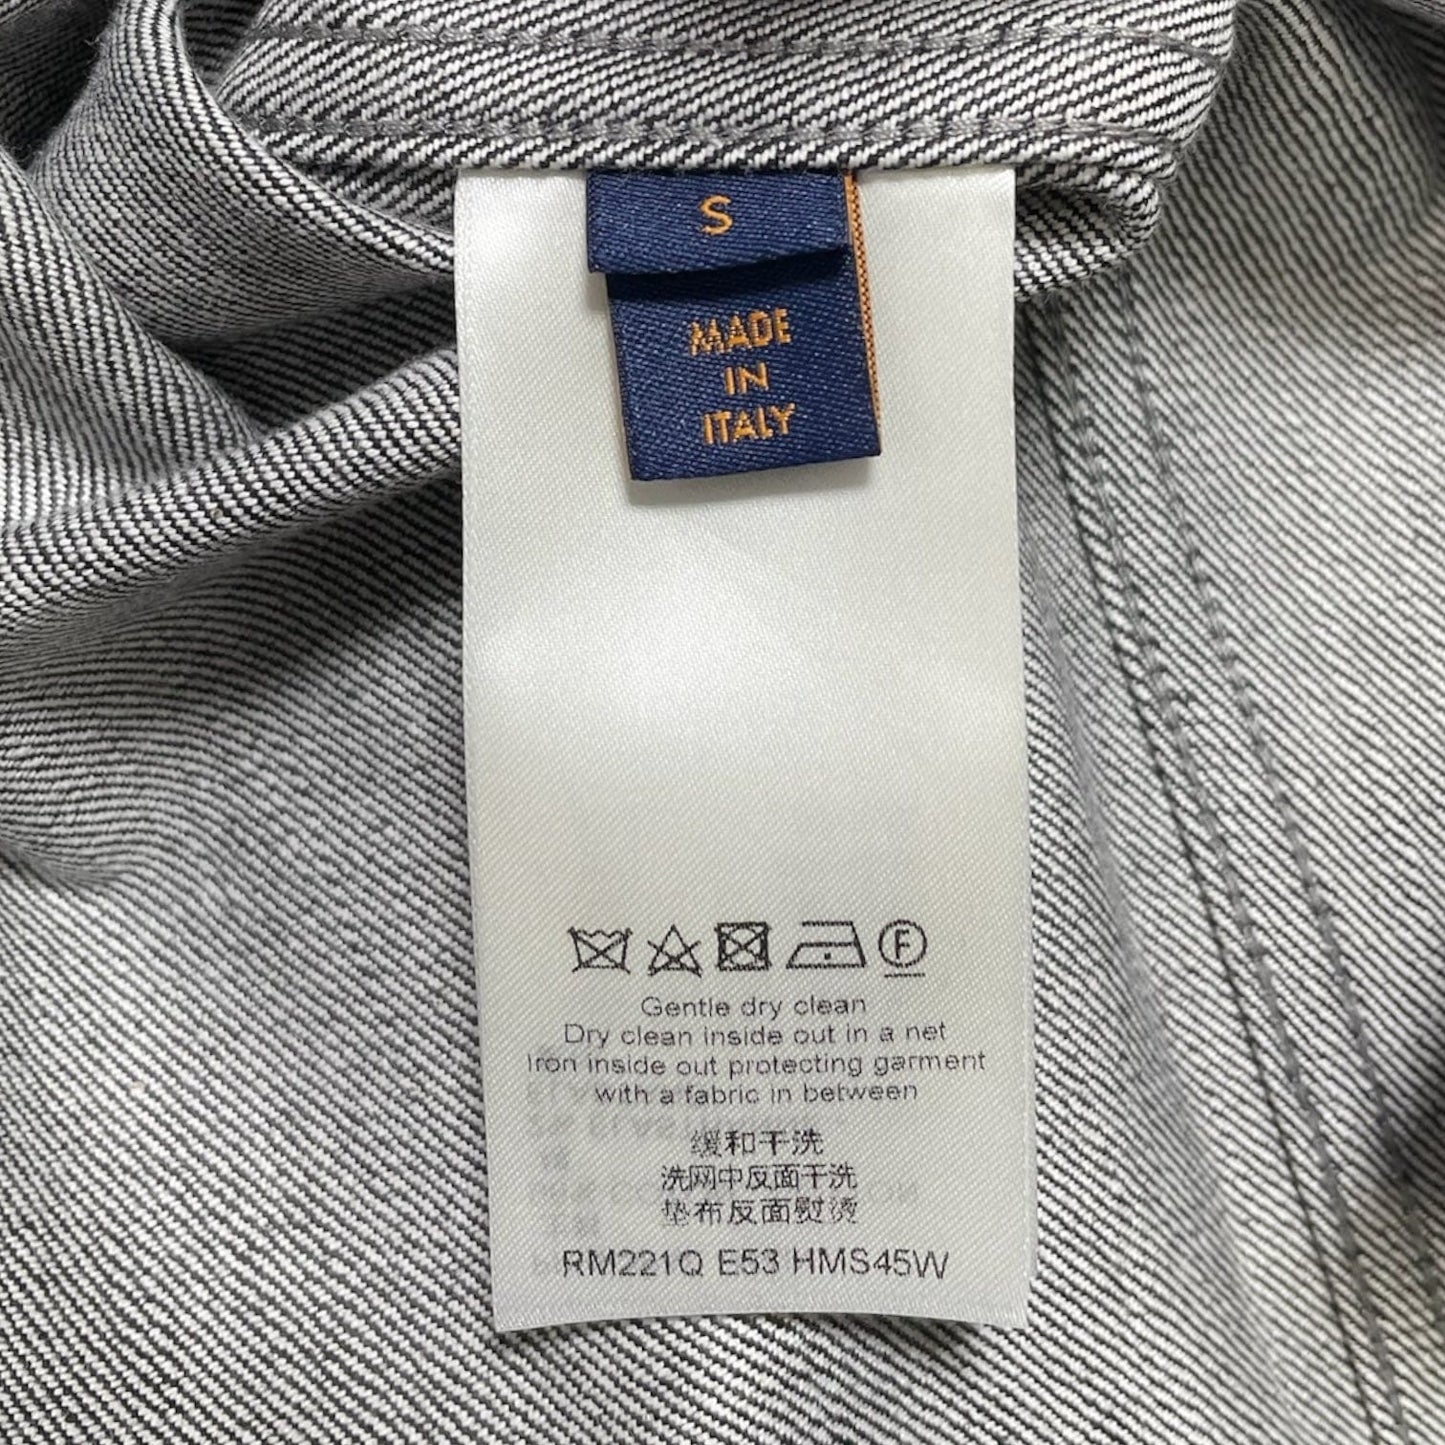 S
MADE
IN
ITALY
F
Gentle dry clean
Dry clean inside out in a net
Iron inside out protecting garment
with a fabric in between
缓和干洗
洗网中反面干洗
垫布反面熨烫
RM221Q E53 HMS45W